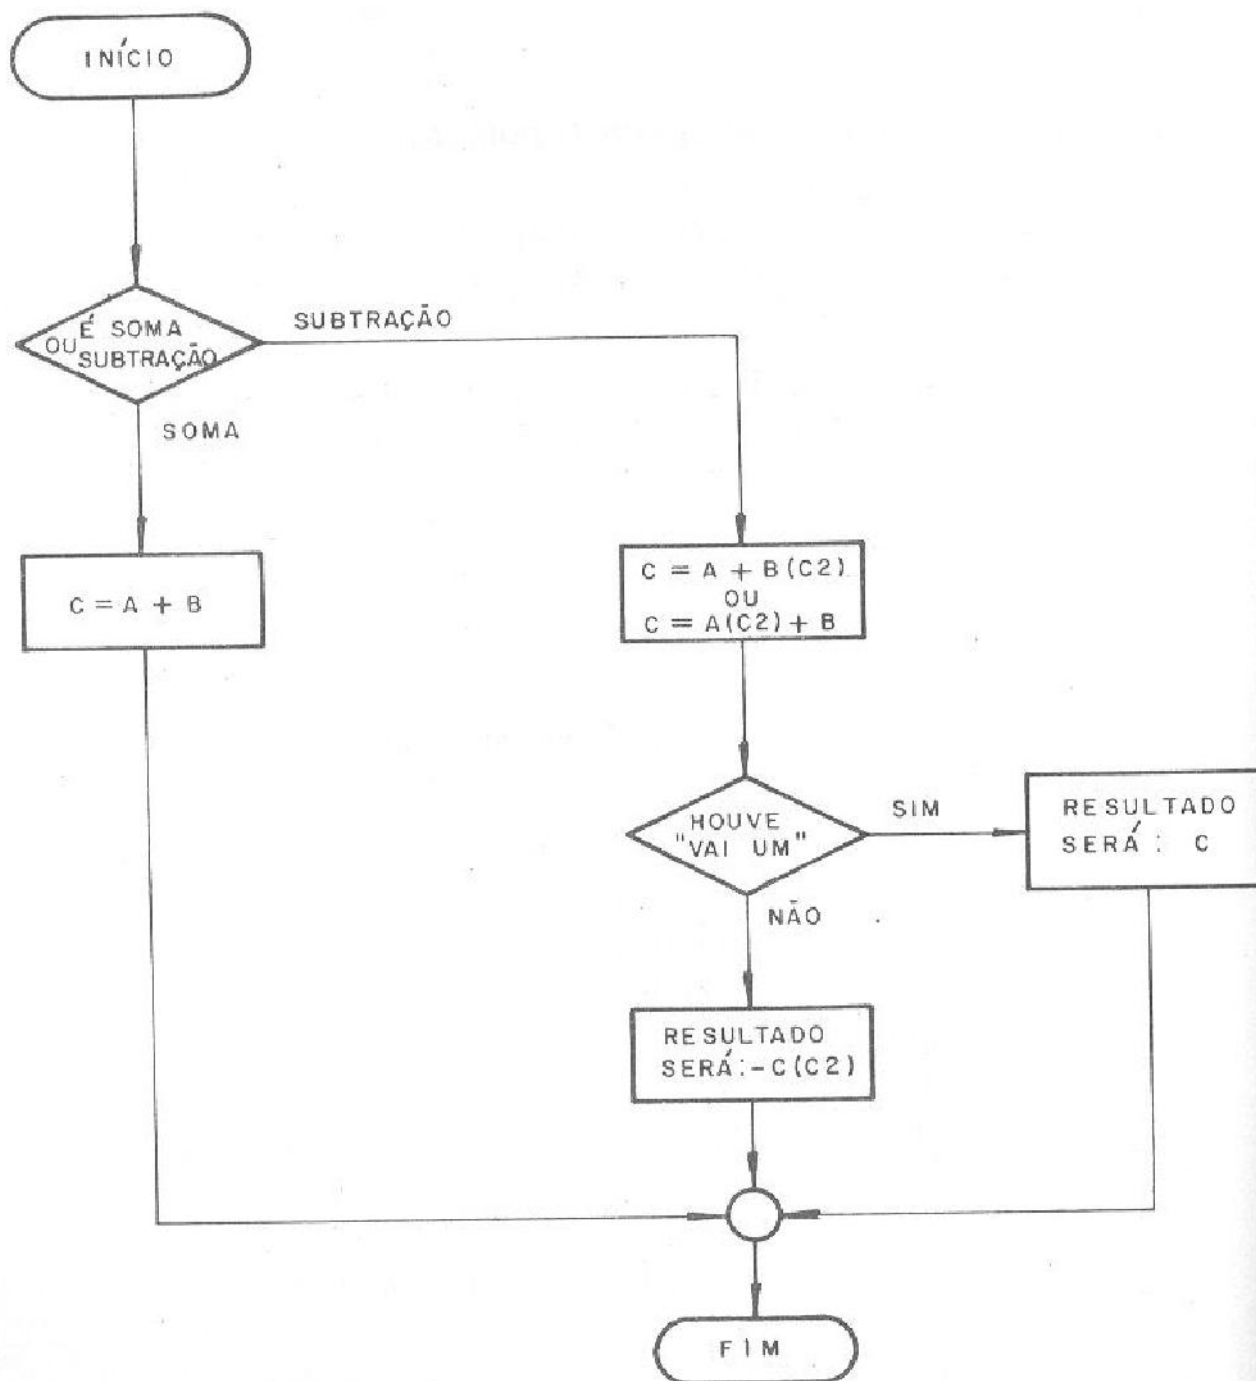 INÍCIO
É SOMA
OU SUBTRAÇÃO
SUBTRAÇÃO
SOMA
C = A + B
C = A + B(C2)
OU
C = A(C2) + B
HOUVE
"VAI UM"
SIM
RESULTADO
SERÁ: C
NÃO
RESULTADO
SERÁ:-C(C2)
FIM